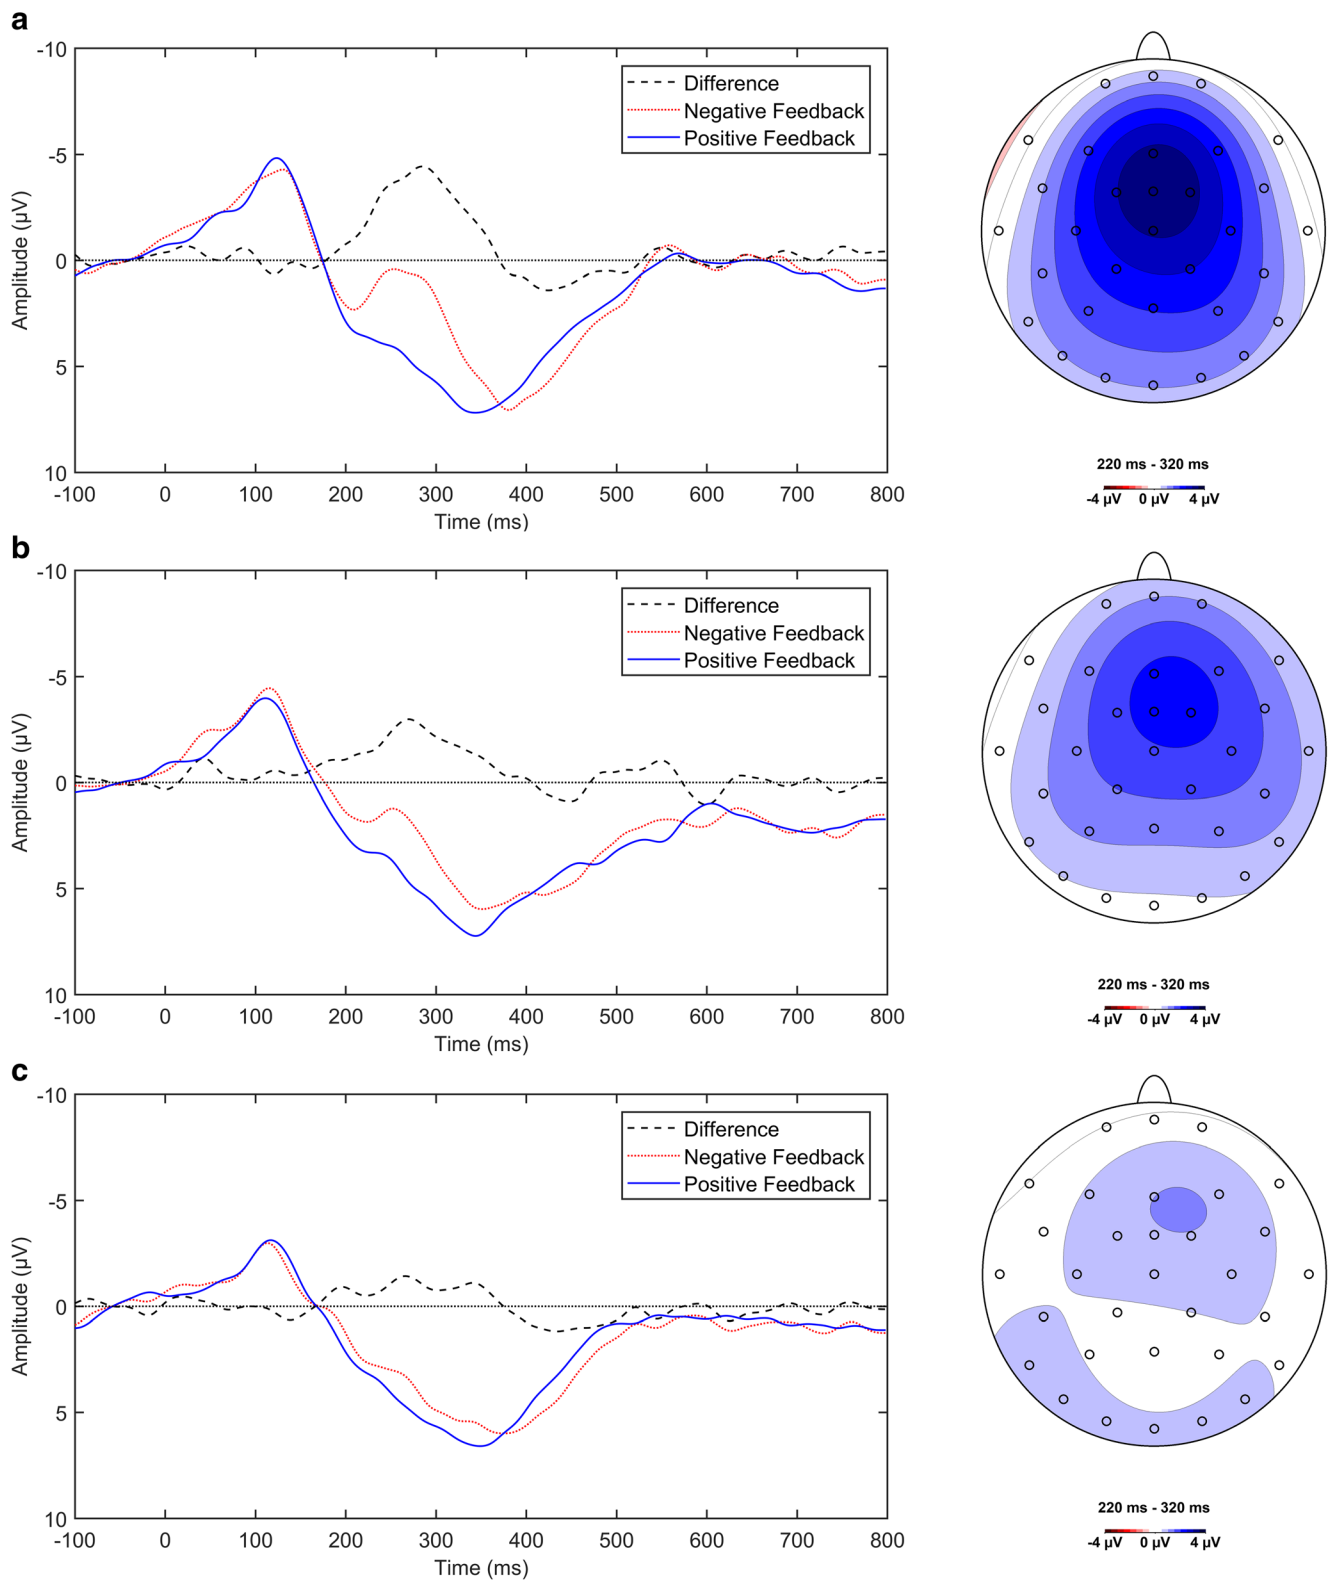 a
-10
-5
0
5
10
Amplitude (µV)
Difference
Negative Feedback
Positive Feedback
-100 0 100 200 300 400 500 600 700 800
Time (ms)
220 ms - 320 ms
-4 µV 0 µV 4 µV
b
-10
-5
0
5
10
Amplitude (µV)
Difference
Negative Feedback
Positive Feedback
-100 0 100 200 300 400 500 600 700 800
Time (ms)
220 ms - 320 ms
-4 µV 0 µV 4 µV
c
-10
-5
0
5
10
Amplitude (µV)
Difference
Negative Feedback
Positive Feedback
-100 0 100 200 300 400 500 600 700 800
Time (ms)
220 ms - 320 ms
-4 µV 0 µV 4 µV